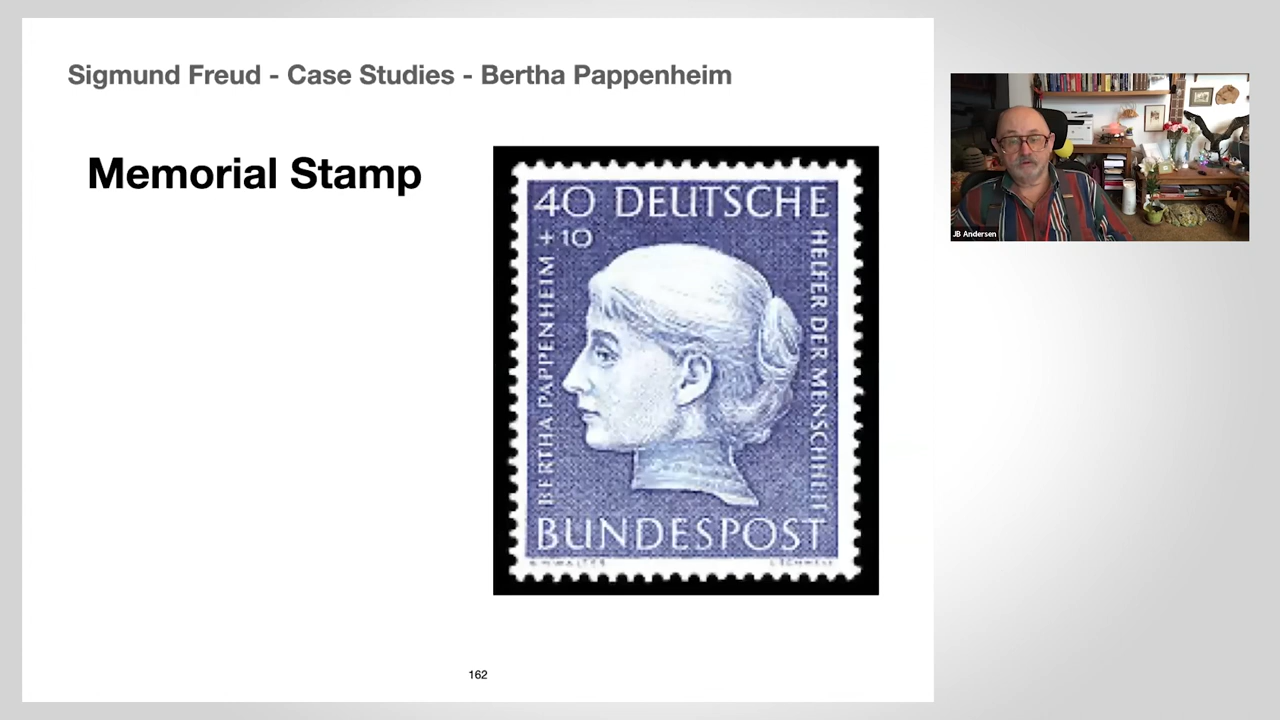 Sigmund Freud - Case Studies - Bertha Pappenheim
Memorial Stamp
40 DEUTSCHE
+ 10
BERTHA PAPPENHEIM
HELFER DER MENSCHHEIT
BUNDESPOST
162
JB Andersen